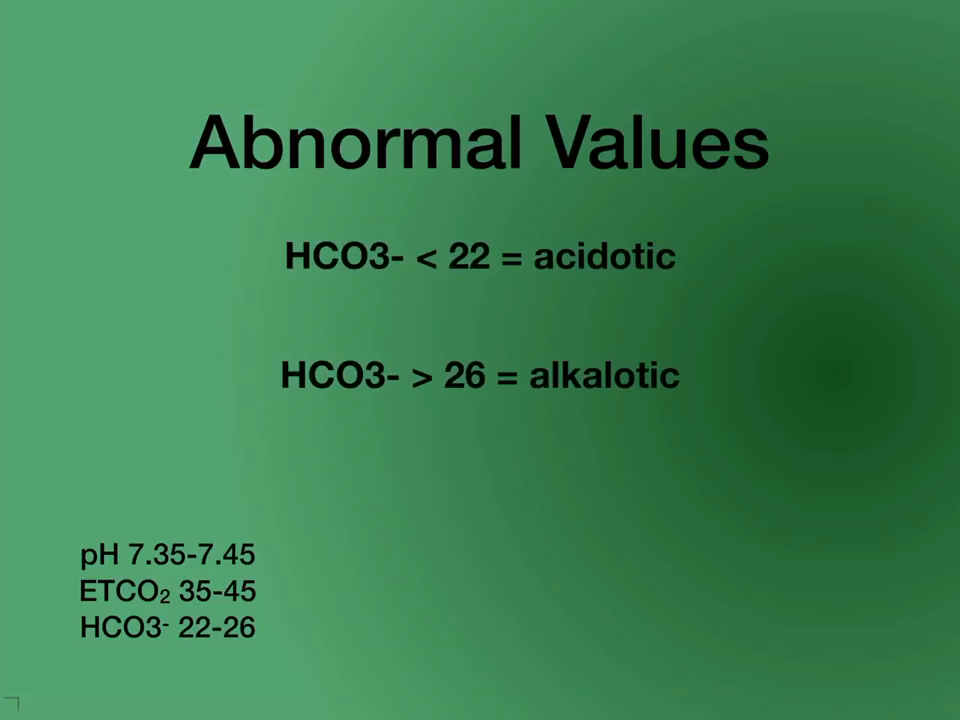 Abnormal Values
HCO3- < 22 = acidotic
HCO3- > 26 = alkalotic
pH 7.35-7.45
ETCO₂ 35-45
HCO3⁻ 22-26